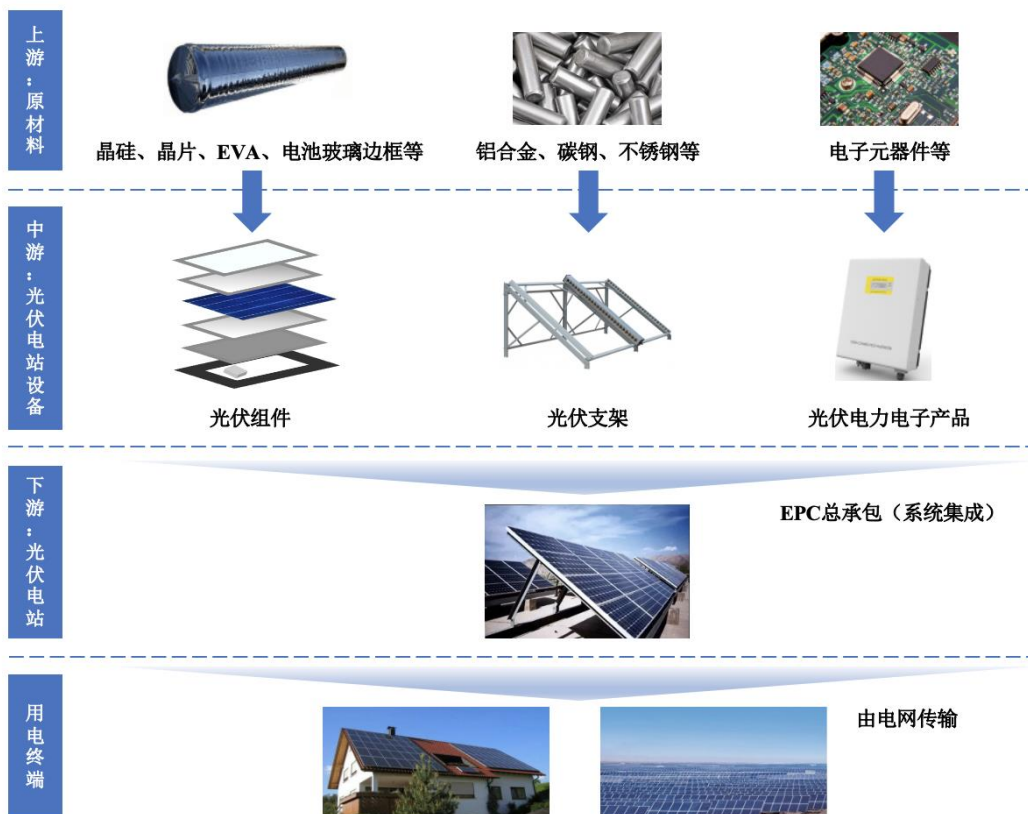 上游：原材料
晶硅、晶片、EVA、电池玻璃边框等
铝合金、碳钢、不锈钢等
电子元器件等
中游：光伏电站设备
光伏组件
光伏支架
光伏电力电子产品
下游：光伏电站
EPC总承包（系统集成）
用电终端
由电网传输